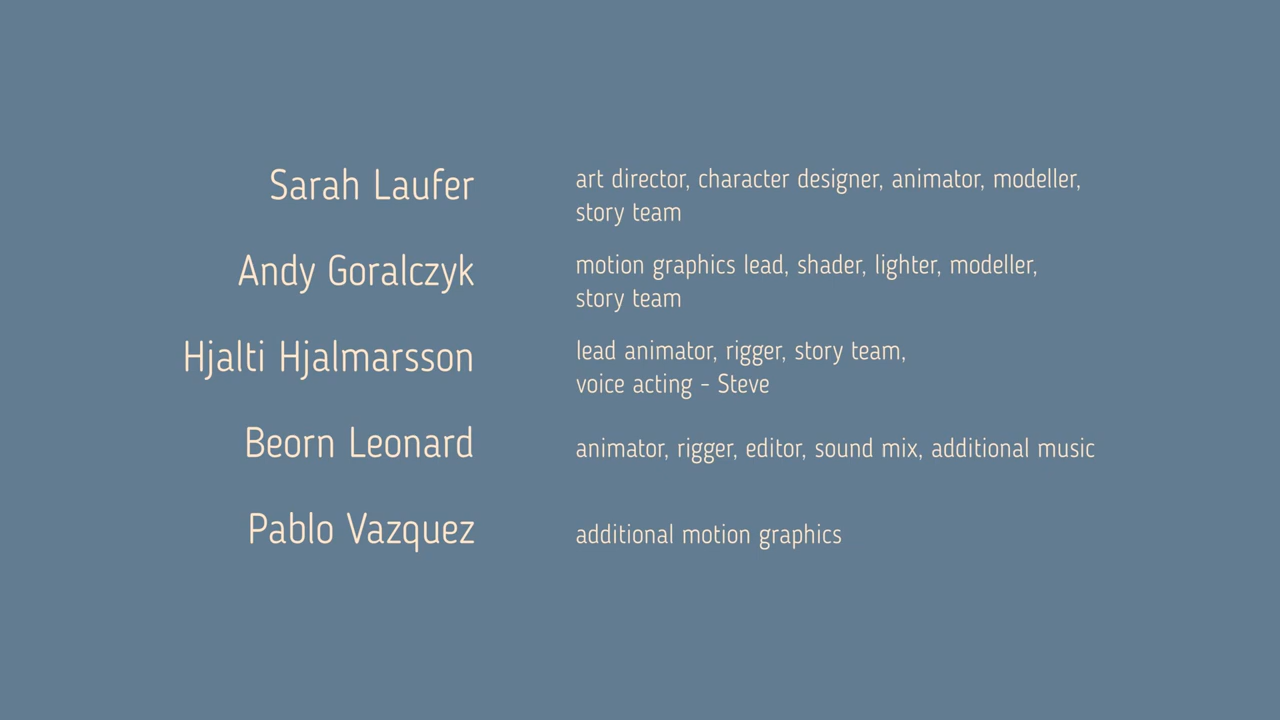 Sarah Laufer
art director, character designer, animator, modeller,
story team
Andy Goralczyk
motion graphics lead, shader, lighter, modeller,
story team
Hjalti Hjalmarsson
lead animator, rigger, story team,
voice acting - Steve
Beorn Leonard
animator, rigger, editor, sound mix, additional music
Pablo Vazquez
additional motion graphics